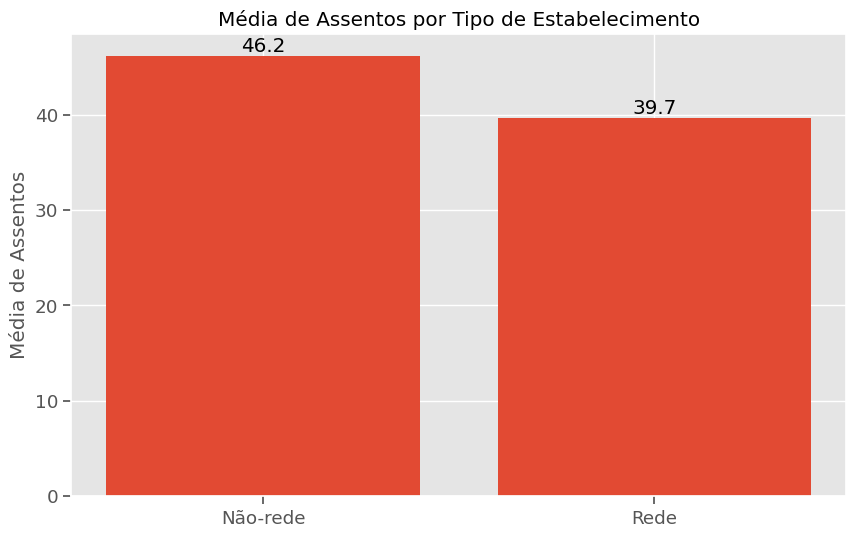 Média de Assentos por Tipo de Estabelecimento
46.2
39.7
Média de Assentos
40
30
20
10
0
Não-rede
Rede